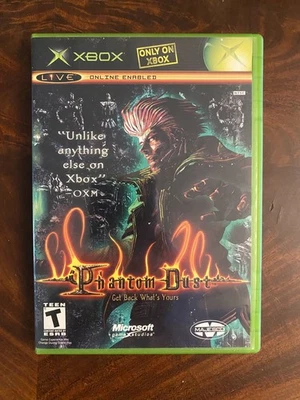 XBOX
ONLY ON
XBOX
LIVE ONLINE ENABLED
"Unlike
anything
else on
Xbox"
-OXM
Phantom Dust
Get Back What's Yours
TEEN
T
ESRB
Microsoft
game studios
MAJESCO